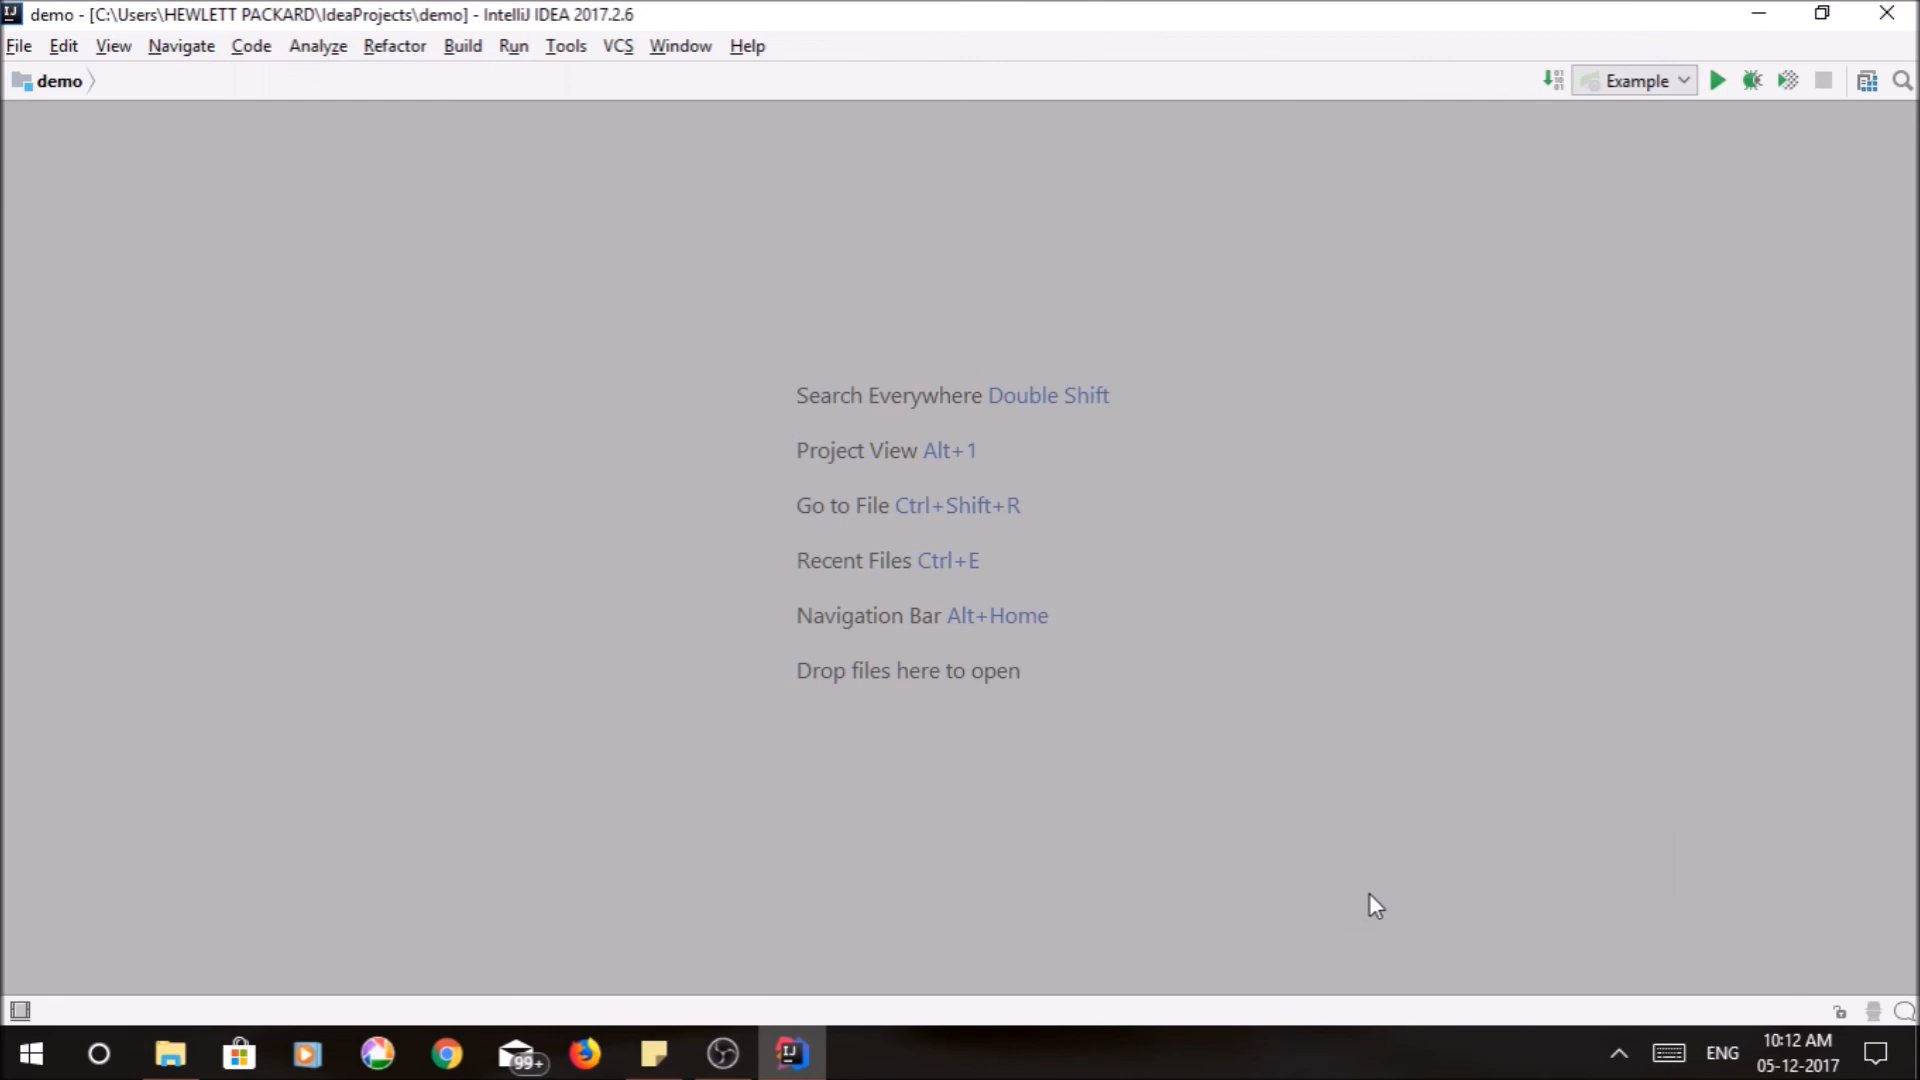 demo - [C:\Users\HEWLETT PACKARD\IdeaProjects\demo] - IntelliJ IDEA 2017.2.6
File Edit View Navigate Code Analyze Refactor Build Run Tools VCS Window Help
demo
Example
Search Everywhere Double Shift
Project View Alt+1
Go to File Ctrl+Shift+R
Recent Files Ctrl+E
Navigation Bar Alt+Home
Drop files here to open
99+
IJ
ENG
10:12 AM
05-12-2017